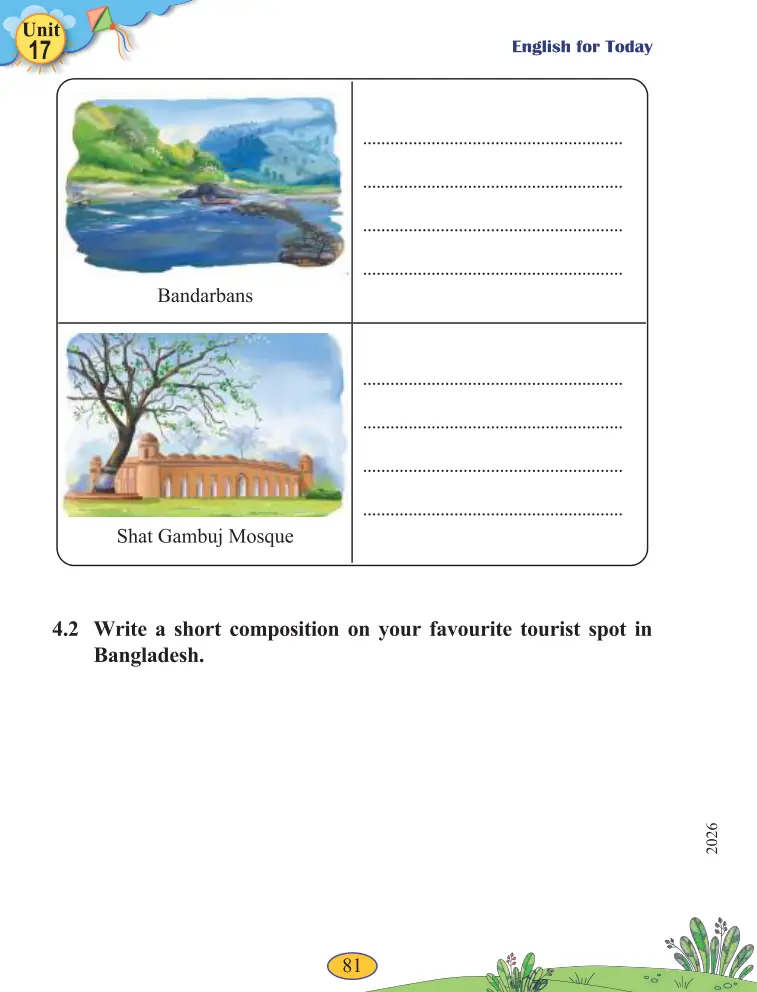 Unit
17
English for Today
........................................................
........................................................
........................................................
........................................................
Bandarbans
........................................................
........................................................
........................................................
........................................................
Shat Gambuj Mosque
4.2 Write a short composition on your favourite tourist spot in
Bangladesh.
2026
81